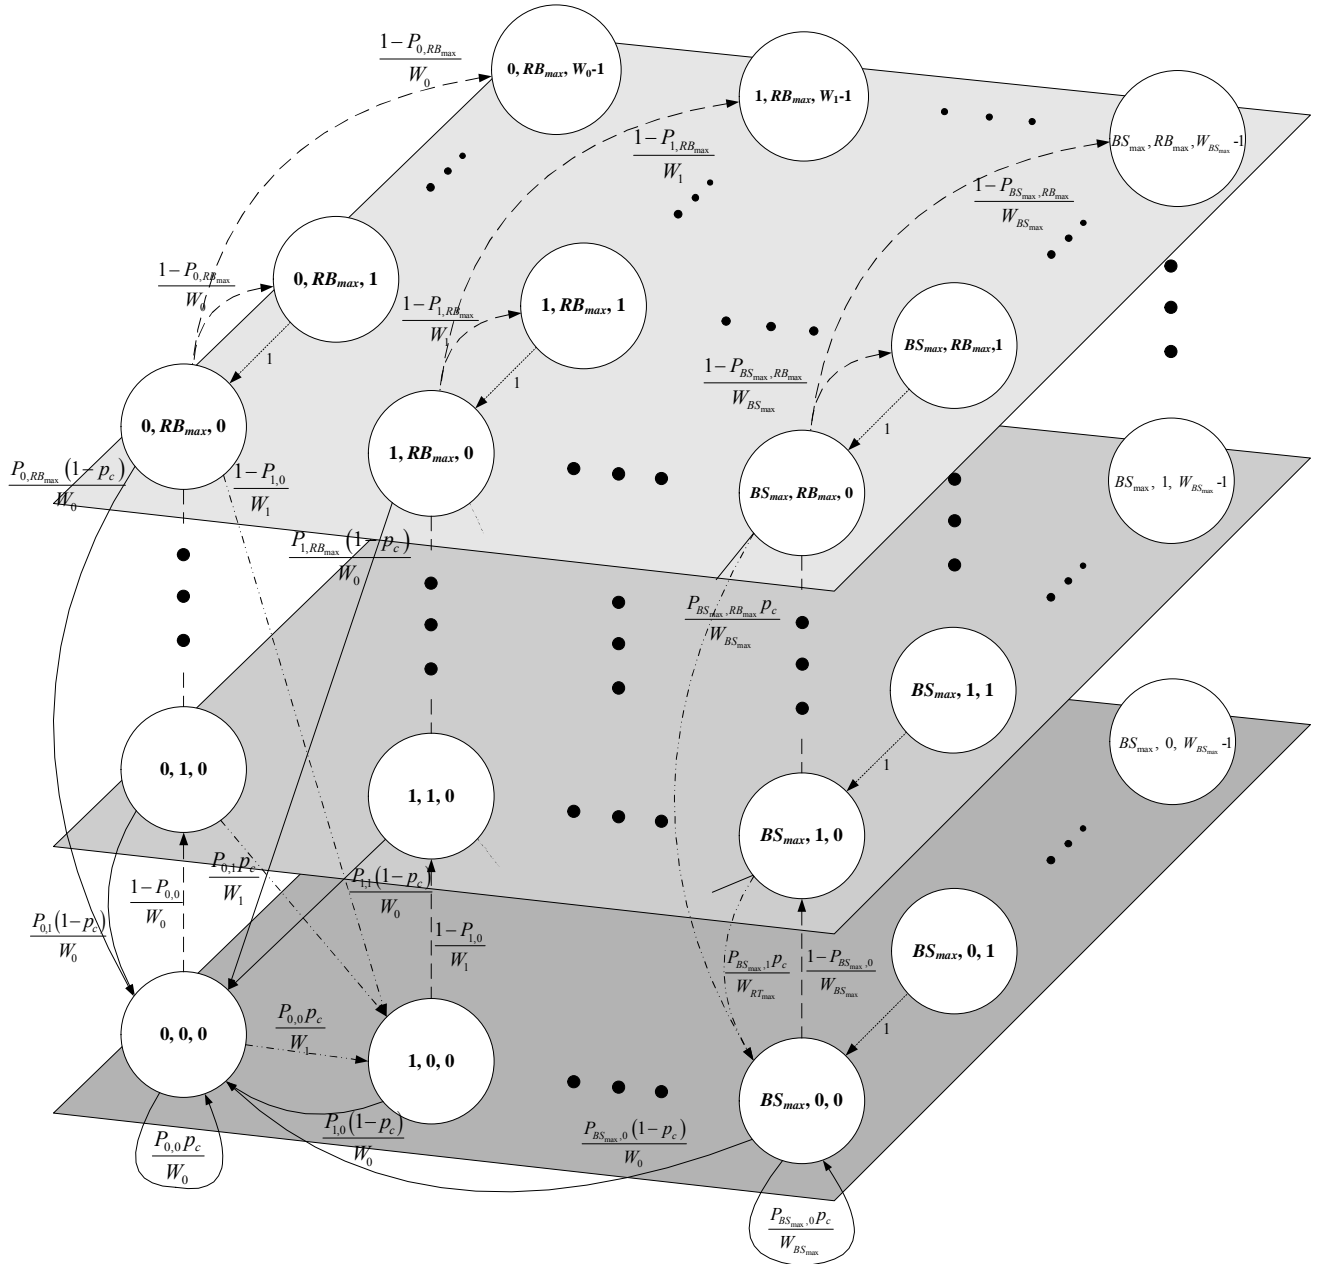 0, RB_max, W_0-1
1-P_{0,RB_max} / W_0
1, RB_max, W_1-1
BS_max, RB_max, W_{BS_max}-1
1-P_{1,RB_max} / W_1
1-P_{BS_max,RB_max} / W_{BS_max}
0, RB_max, 1
1-P_{0,RB_max} / W_0
1, RB_max, 1
1-P_{1,RB_max} / W_1
BS_max, RB_max, 1
1-P_{BS_max,RB_max} / W_{BS_max}
1
1
1
0, RB_max, 0
1, RB_max, 0
BS_max, RB_max, 0
BS_max, 1, W_{BS_max}-1
P_{0,RB_max}(1-p_c) / W_0
1-P_{1,0} / W_1
P_{1,RB_max}(1-p_c) / W_0
P_{BS_max,RB_max} p_c / W_{BS_max}
BS_max, 1, 1
BS_max, 0, W_{BS_max}-1
1
0, 1, 0
1, 1, 0
BS_max, 1, 0
P_{0,1} p_c / W_1
1-P_{0,0} / W_0
P_{1,1}(1-p_c) / W_0
P_{0,1}(1-p_c) / W_0
1-P_{1,0} / W_1
P_{BS_max,1} p_c / W_{RT_max}
1-P_{BS_max,0} / W_{BS_max}
BS_max, 0, 1
1
0, 0, 0
P_{0,0} p_c / W_1
1, 0, 0
BS_max, 0, 0
P_{0,0} p_c / W_0
P_{1,0}(1-p_c) / W_0
P_{BS_max,0}(1-p_c) / W_0
P_{BS_max,0} p_c / W_{BS_max}